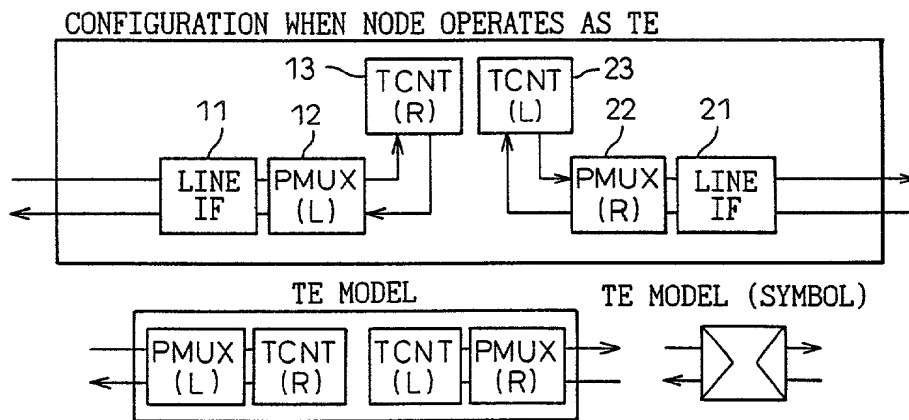 CONFIGURATION WHEN NODE OPERATES AS TE
13
TCNT
(R)
TCNT
(L)
23
11
12
22
21
LINE
IF
PMUX
(L)
PMUX
(R)
LINE
IF
TE MODEL
TE MODEL (SYMBOL)
PMUX
(L)
TCNT
(R)
TCNT
(L)
PMUX
(R)